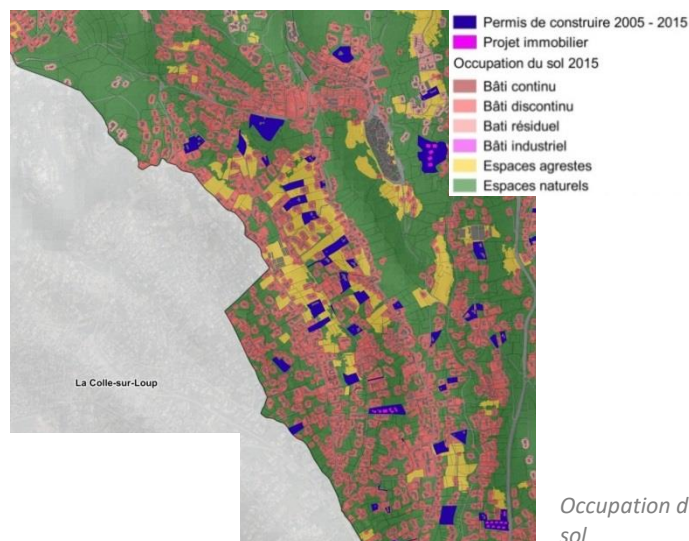 Permis de construire 2005 - 2015
Projet immobilier
Occupation du sol 2015
Bâti continu
Bâti discontinu
Bati résiduel
Bâti industriel
Espaces agrestes
Espaces naturels
La Colle-sur-Loup
Occupation d
sol